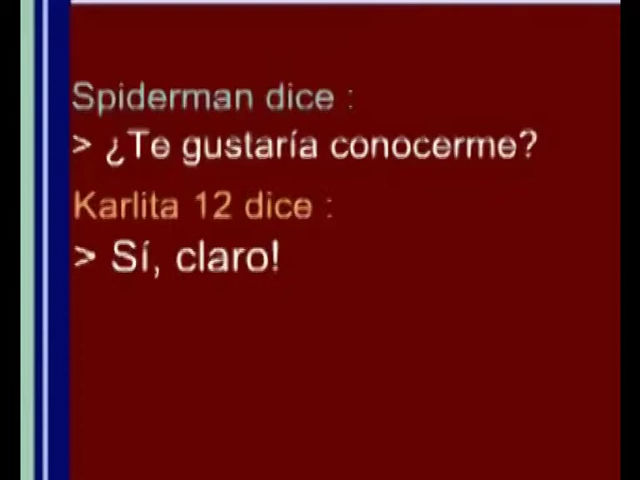 Spiderman dice :
> ¿Te gustaría conocerme?
Karlita 12 dice :
> Sí, claro!